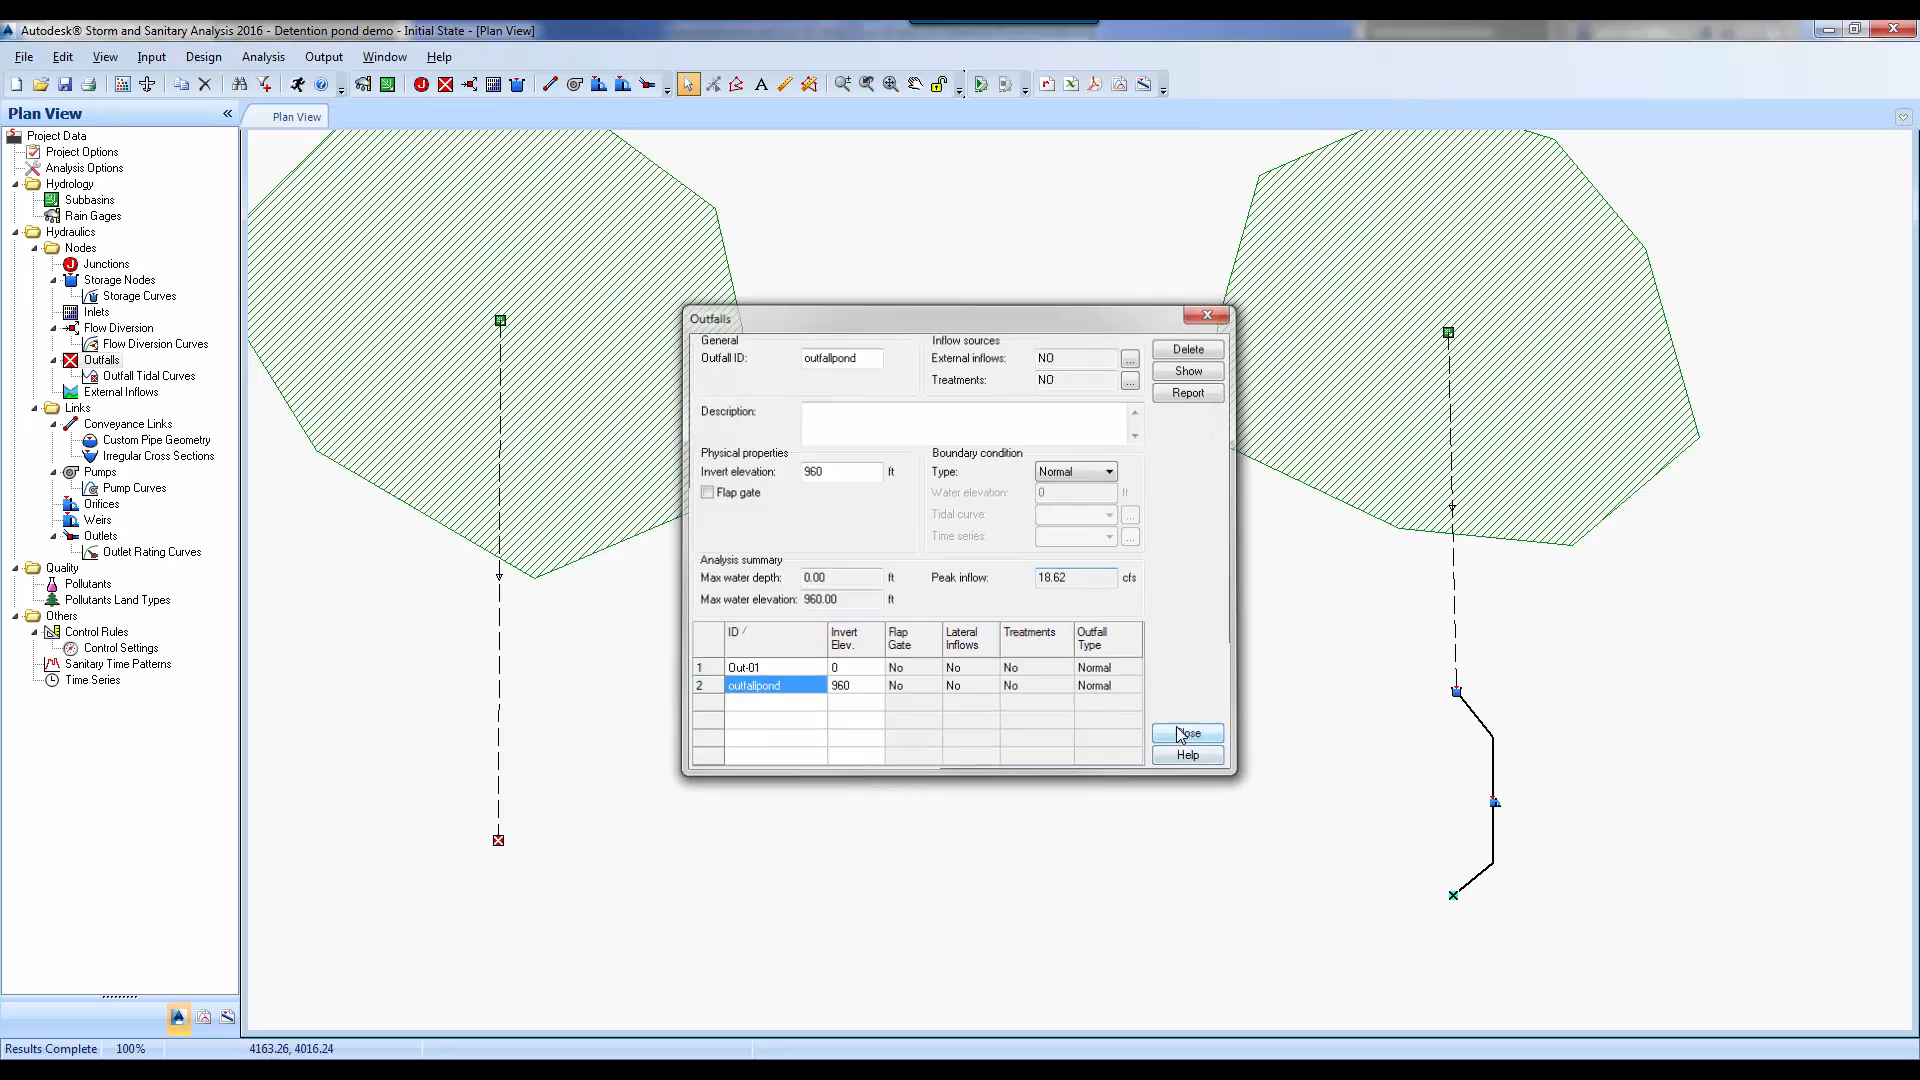 Autodesk® Storm and Sanitary Analysis 2016 - Detention pond demo - Initial State - [Plan View]
File Edit View Input Design Analysis Output Window Help
Plan View
Plan View
Project Data
Project Options
Analysis Options
Hydrology
Subbasins
Rain Gages
Hydraulics
Nodes
Junctions
Storage Nodes
Storage Curves
Inlets
Flow Diversion
Flow Diversion Curves
Outfalls
Outfall Tidal Curves
External Inflows
Links
Conveyance Links
Custom Pipe Geometry
Irregular Cross Sections
Pumps
Pump Curves
Orifices
Weirs
Outlets
Outlet Rating Curves
Quality
Pollutants
Pollutants Land Types
Others
Control Rules
Control Settings
Sanitary Time Patterns
Time Series
Outfalls
General
Outfall ID: outfallpond
Inflow sources
External inflows: NO ...
Treatments: NO ...
Delete
Show
Report
Description:
Physical properties
Invert elevation: 960 ft
Flap gate
Boundary condition
Type: Normal
Water elevation: 0 ft
Tidal curve: ...
Time series: ...
Analysis summary
Max water depth: 0.00 ft
Peak inflow: 18.62 cfs
Max water elevation: 960.00 ft
ID / Invert Elev. Flap Gate Lateral Inflows Treatments Outfall Type
1 Out-01 0 No No No Normal
2 outfallpond 960 No No No Normal
Help
Results Complete 100% 4163.26, 4016.24